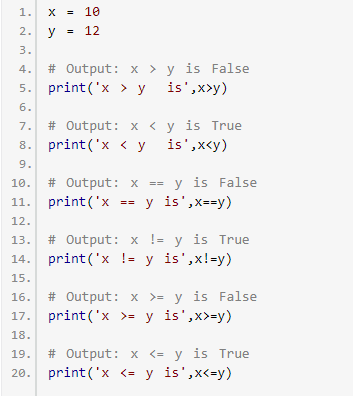 1. x = 10
2. y = 12
3.
4. # Output: x > y is False
5. print('x > y  is',x>y)
6.
7. # Output: x < y is True
8. print('x < y  is',x<y)
9.
10. # Output: x == y is False
11. print('x == y is',x==y)
12.
13. # Output: x != y is True
14. print('x != y is',x!=y)
15.
16. # Output: x >= y is False
17. print('x >= y is',x>=y)
18.
19. # Output: x <= y is True
20. print('x <= y is',x<=y)